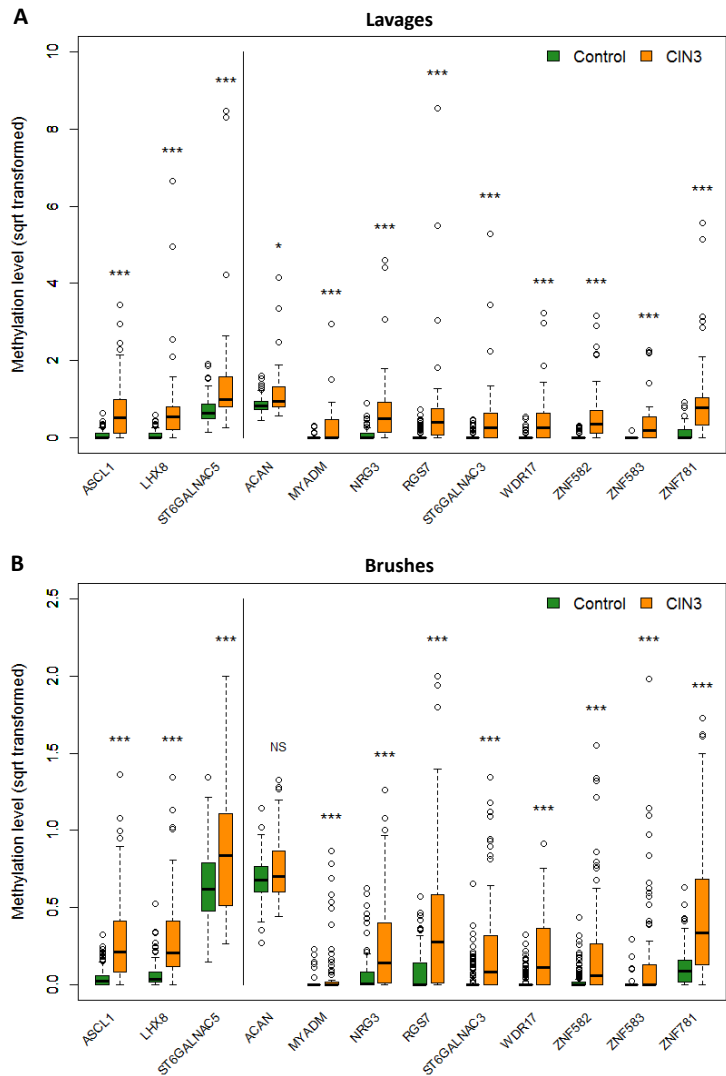 A
Lavages
Methylation level (sqrt transformed)
10
8
6
4
2
0
Control CIN3
*** *** *** * *** *** *** *** *** *** *** ***
ASCL1 LHX8 ST6GALNAC5 ACAN MYADM NRG3 RGS7 ST6GALNAC3 WDR17 ZNF582 ZNF583 ZNF781
B
Brushes
Methylation level (sqrt transformed)
2.5
2.0
1.5
1.0
0.5
0.0
Control CIN3
*** *** *** NS *** *** *** *** *** *** *** ***
ASCL1 LHX8 ST6GALNAC5 ACAN MYADM NRG3 RGS7 ST6GALNAC3 WDR17 ZNF582 ZNF583 ZNF781